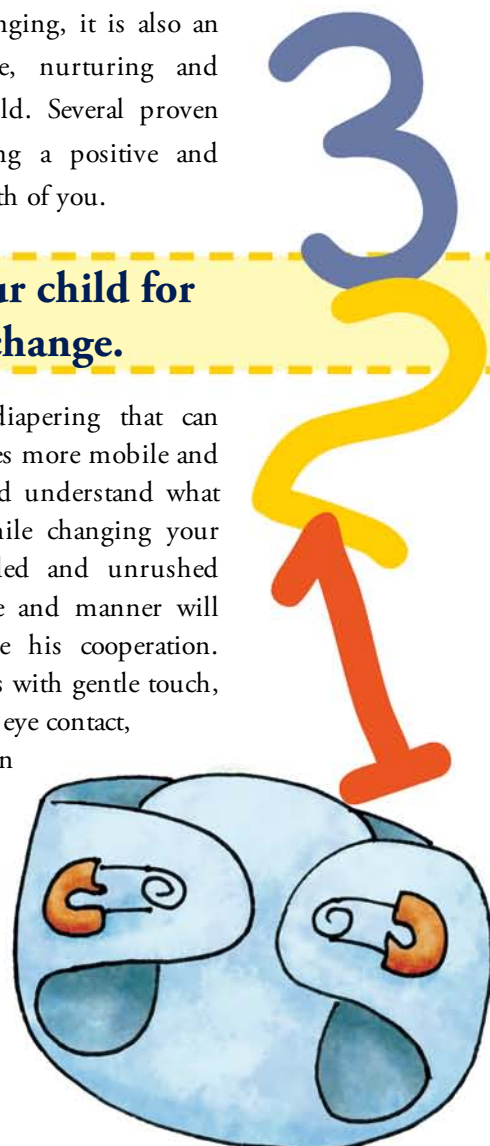 nging, it is also an
e, nurturing and
ld. Several proven
ng a positive and
th of you.
3
ur child for
change.
2
diapering that can
es more mobile and
d understand what
hile changing your
led and unrushed
e and manner will
e his cooperation.
s with gentle touch,
eye contact,
n
1